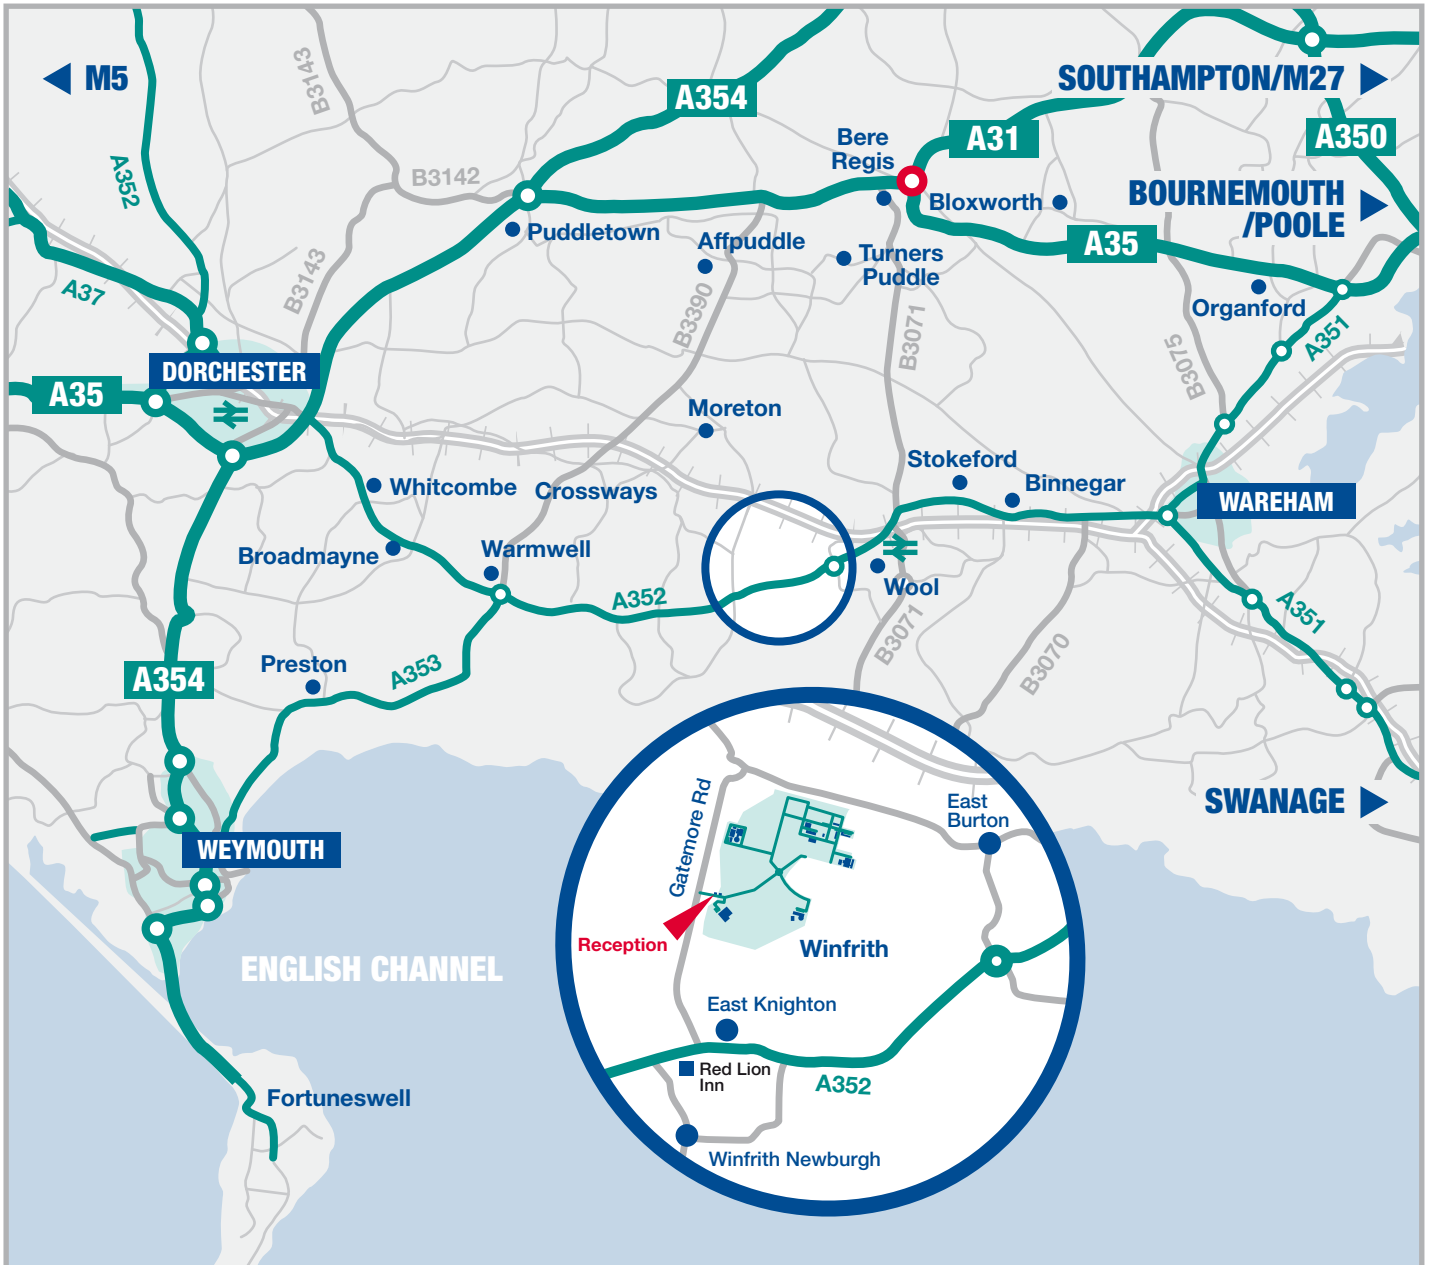 M5
B3143
A354
SOUTHAMPTON/M27
A31
A350
Bere
Regis
A352
B3142
BOURNEMOUTH
/POOLE
Bloxworth
Puddletown
Affpuddle
A35
Turners
Puddle
A37
B3143
B3390
Organford
B3071
A351
B3075
DORCHESTER
A35
Moreton
Stokeford
Binnegar
Whitcombe
Crossways
WAREHAM
Broadmayne
Warmwell
Wool
A352
A351
B3071
B3070
Preston
A353
A354
Gatemore Rd
East
Burton
SWANAGE
WEYMOUTH
Reception
Winfrith
ENGLISH CHANNEL
East Knighton
Red Lion
Inn
A352
Fortuneswell
Winfrith Newburgh